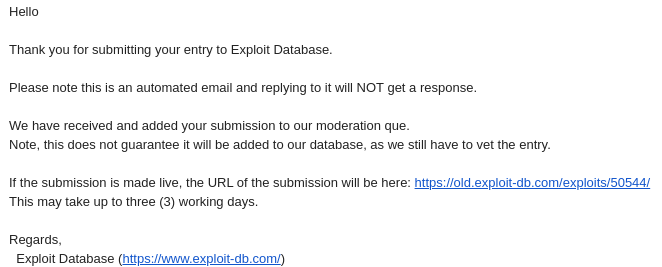 Hello
Thank you for submitting your entry to Exploit Database.
Please note this is an automated email and replying to it will NOT get a response.
We have received and added your submission to our moderation que.
Note, this does not guarantee it will be added to our database, as we still have to vet the entry.
If the submission is made live, the URL of the submission will be here: https://old.exploit-db.com/exploits/50544/
This may take up to three (3) working days.
Regards,
Exploit Database (https://www.exploit-db.com/)